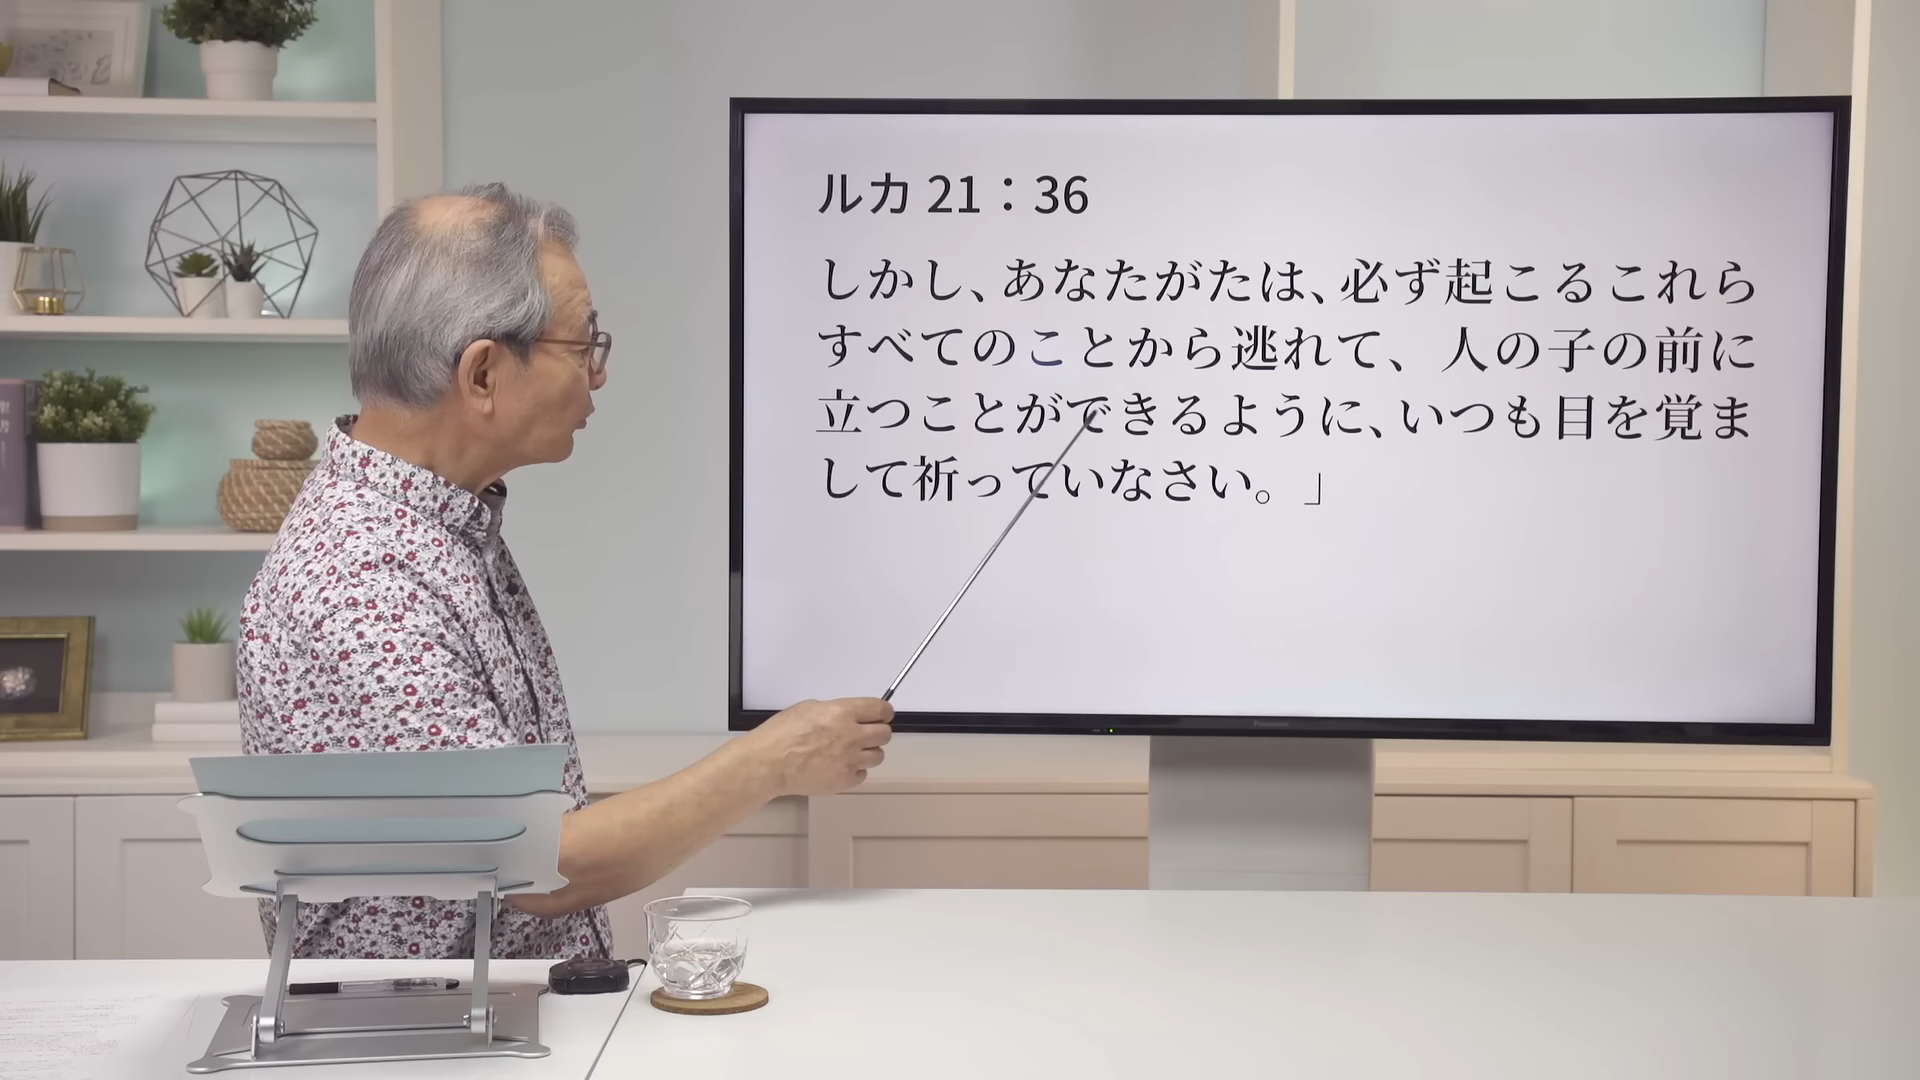 ルカ 21：36
しかし、あなたがたは、必ず起こるこれら
すべてのことから逃れて、人の子の前に
立つことができるように、いつも目を覚ま
して祈っていなさい。」
Panasonic